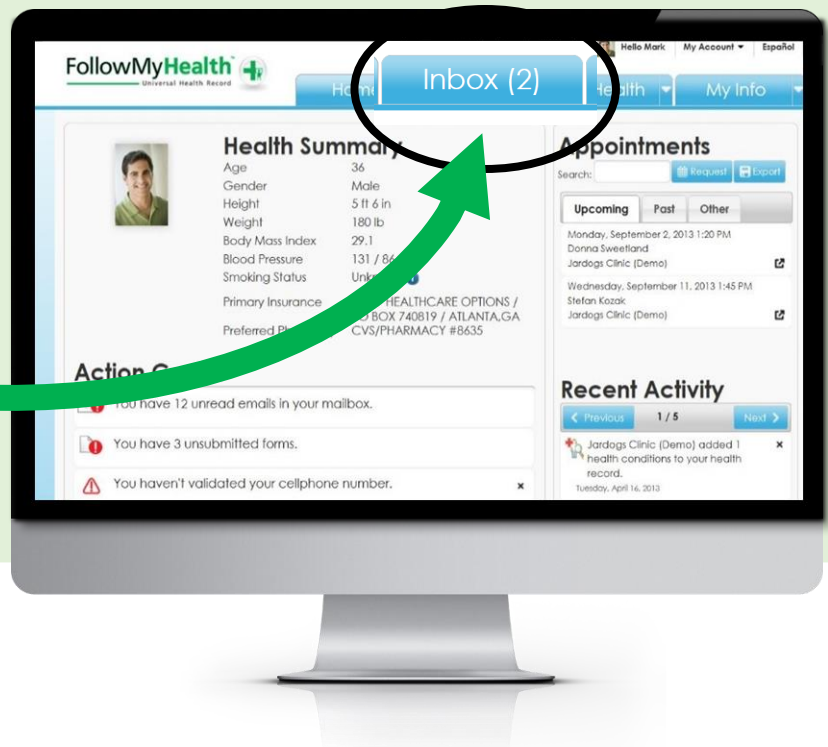 Hello Mark My Account Español
FollowMyHealth
Universal Health Record
Inbox (2)
My Info
Health Summary
Age 36
Gender Male
Height 5 ft 6 in
Weight 180 lb
Body Mass Index 29.1
Blood Pressure 131 /
Smoking Status
Primary Insurance HEALTHCARE OPTIONS /
BOX 740819 / ATLANTA,GA
CVS/PHARMACY #8635
Action
You have 12 unread emails in your mailbox.
You have 3 unsubmitted forms.
You haven't validated your cellphone number.
Appointments
Search: Request Export
Upcoming Past Other
Monday, September 2, 2013 1:20 PM
Donna Sweetland
Jardogs Clinic (Demo)
Wednesday, September 11, 2013 1:45 PM
Stefan Kozak
Jardogs Clinic (Demo)
Recent Activity
< Previous 1 / 5 Next >
Jardogs Clinic (Demo) added 1
health conditions to your health
record.
Tuesday, April 16, 2013